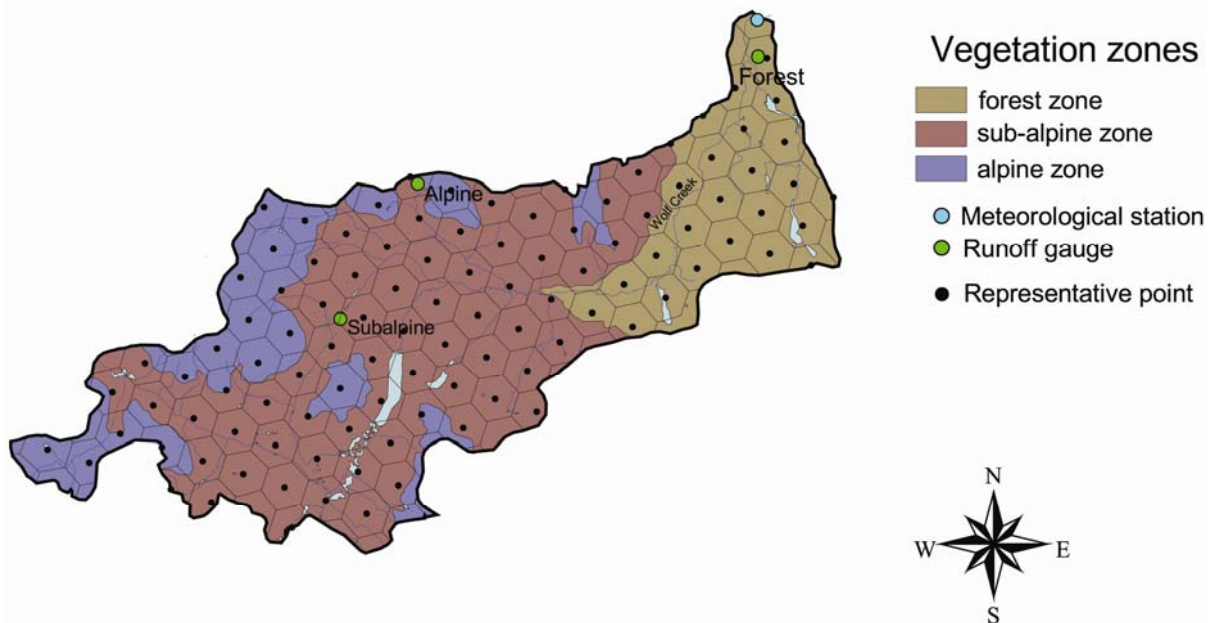 Vegetation zones
forest zone
sub-alpine zone
alpine zone
Meteorological station
Runoff gauge
Representative point
Forest
Wolf Creek
Alpine
Subalpine
N
W
E
S